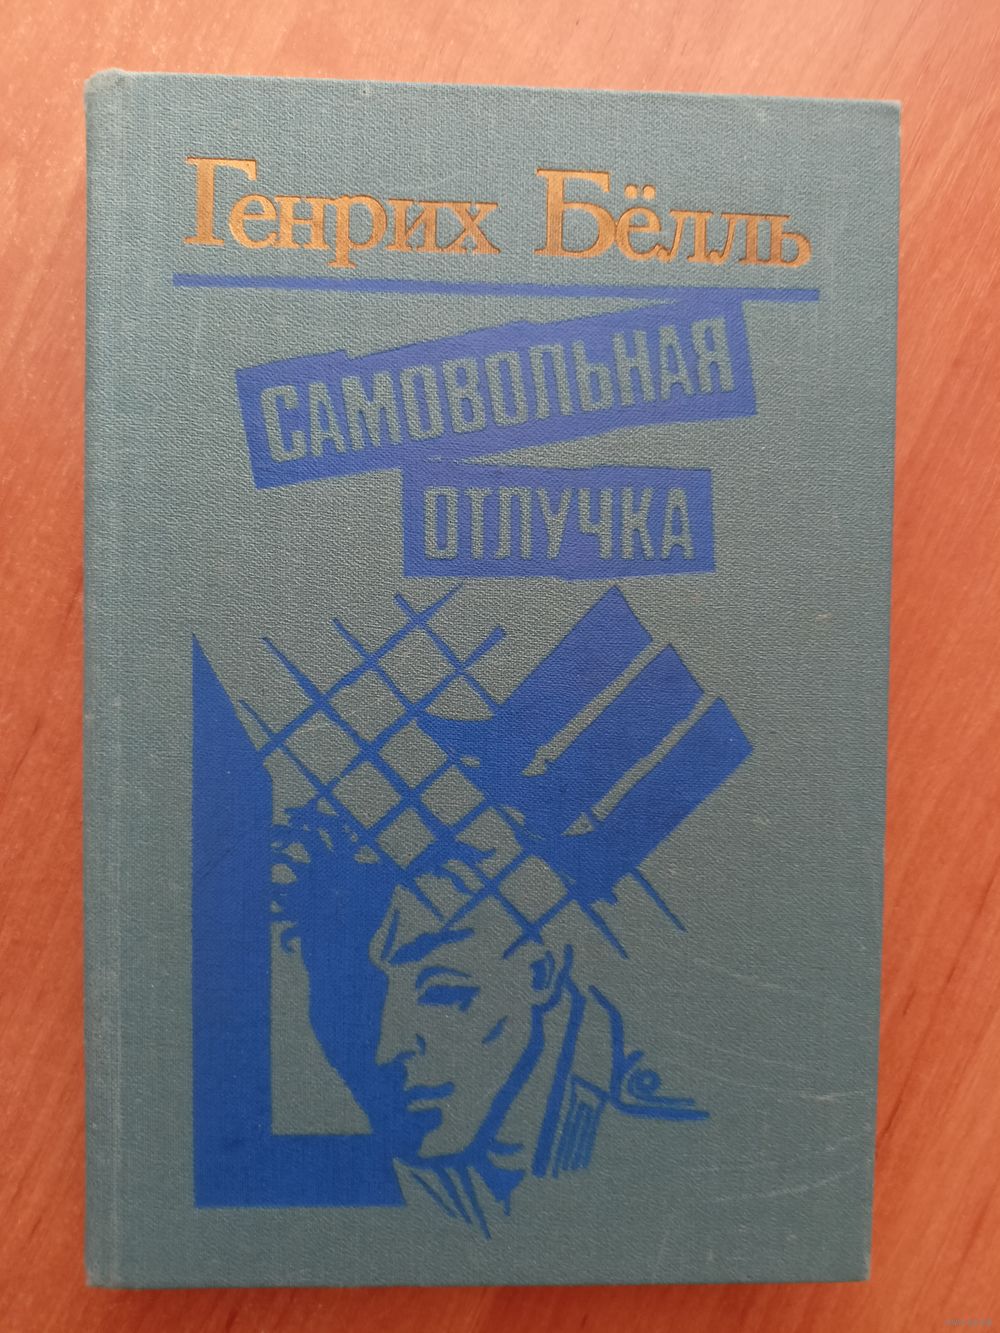 Генрих Бёлль
САМОВОЛЬНАЯ
ОТЛУЧКА